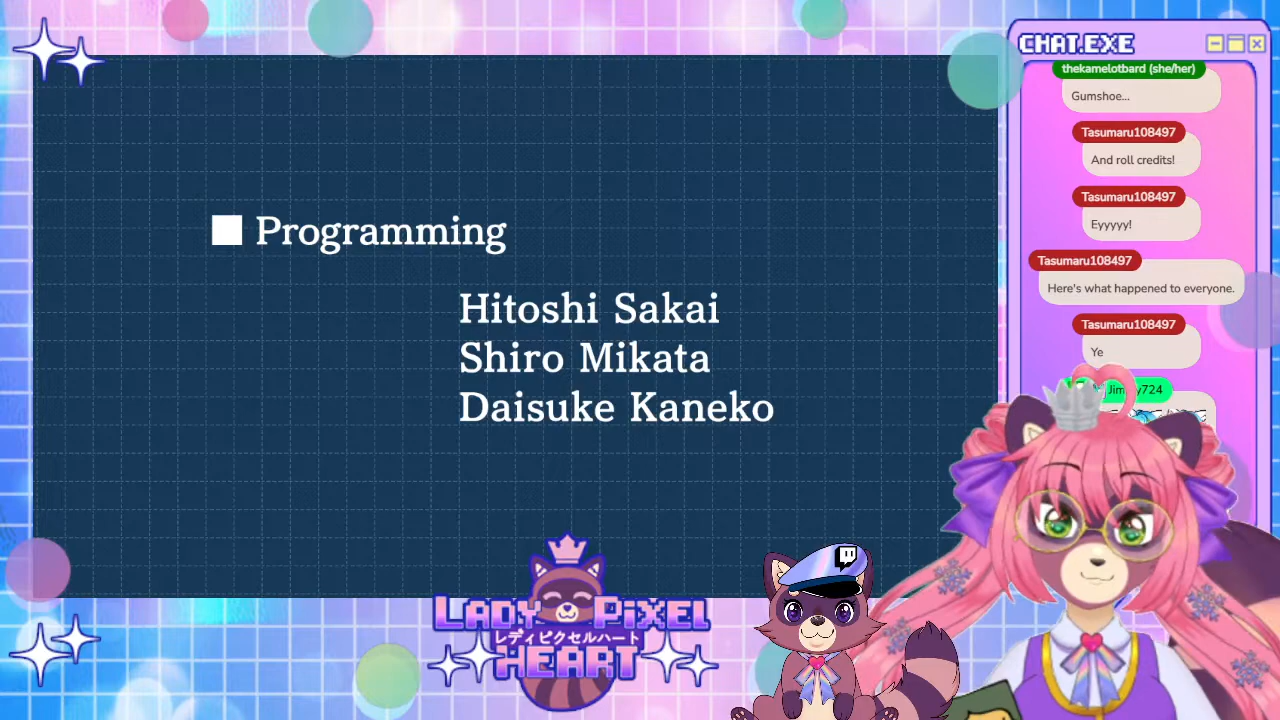 ■ Programming
Hitoshi Sakai
Shiro Mikata
Daisuke Kaneko
CHAT.EXE
thekamelotbard (she/her)
Gumshoe...
Tasumaru108497
And roll credits!
Tasumaru108497
Eyyyyy!
Tasumaru108497
Here's what happened to everyone.
Tasumaru108497
Ye
LADY PIXEL
レディピクセルハート
HEART